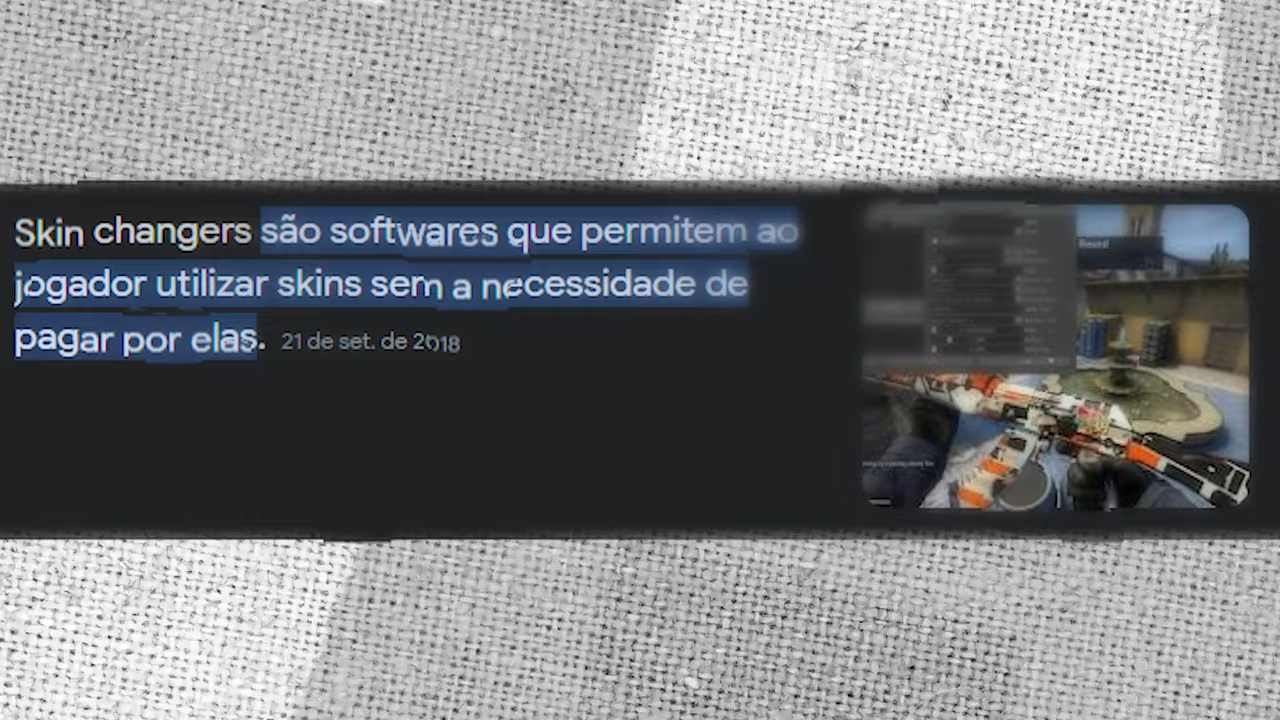 Skin changers são softwares que permitem ao
jogador utilizar skins sem a necessidade de
pagar por elas. 21 de set. de 2018